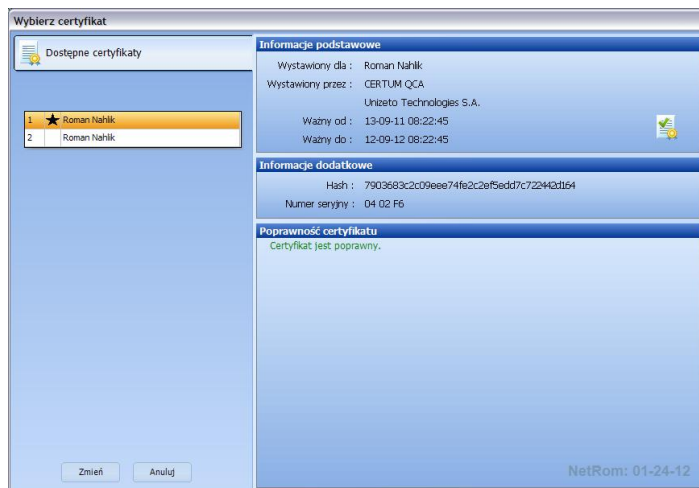 Wybierz certyfikat
Dostępne certyfikaty
1 Roman Nahlik
2 Roman Nahlik
Zmień Anuluj
Informacje podstawowe
Wystawiony dla : Roman Nahlik
Wystawiony przez : CERTUM QCA
Unizeto Technologies S.A.
Ważny od : 13-09-11 08:22:45
Ważny do : 12-09-12 08:22:45
Informacje dodatkowe
Hash : 7903683c2c09eee74fe2c2ef5edd7c722442d164
Numer seryjny : 04 02 F6
Poprawność certyfikatu
Certyfikat jest poprawny.
NetRom: 01-24-12